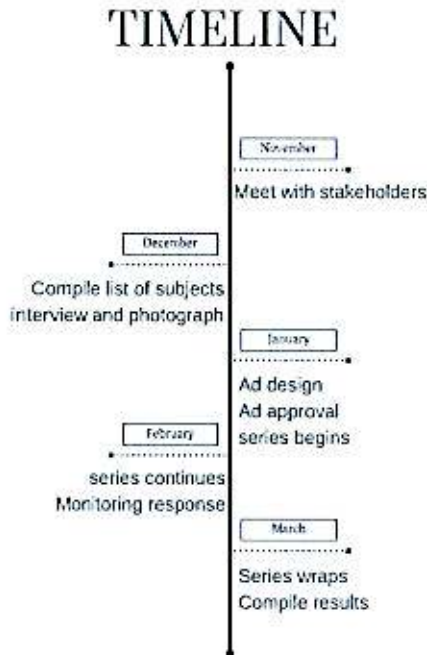 TIMELINE
November
Meet with stakeholders
December
Compile list of subjects
interview and photograph
January
Ad design
Ad approval
series begins
February
series continues
Monitoring response
March
Series wraps
Compile results